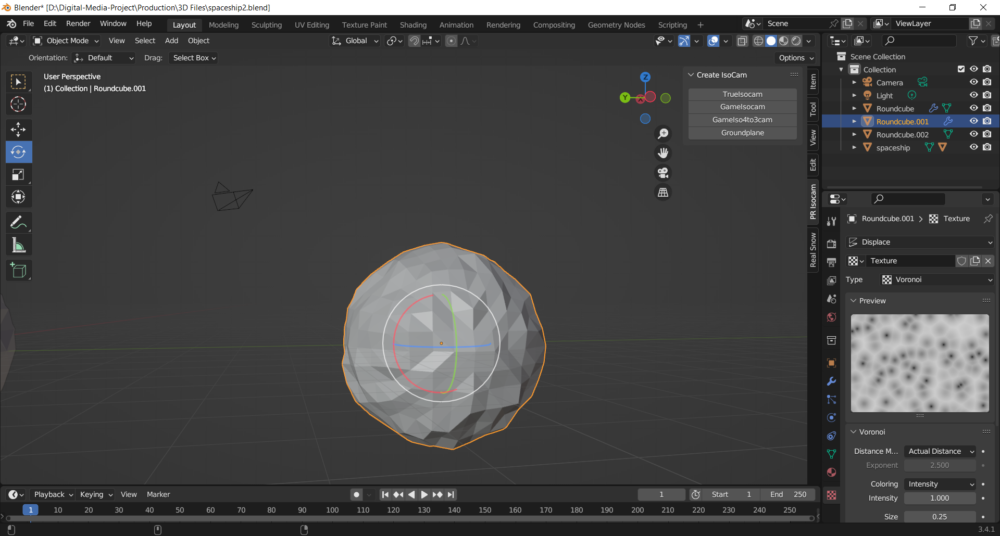 Blender* [D:\Digital-Media-Project\Production\3D Files\spaceship2.blend]
File Edit Render Window Help Layout Modeling Sculpting UV Editing Texture Paint Shading Animation Rendering Compositing Geometry Nodes Scripting + Scene ViewLayer
Object Mode View Select Add Object Global
Orientation: Default Drag: Select Box Options
User Perspective
(1) Collection | Roundcube.001
Z
Y
X
Create IsoCam
TrueIsocam
GameIsocam
GameIso4to3cam
Groundplane
Item
Tool
View
Edit
PR Isocam
Real Snow
Scene Collection
Collection
Camera
Light
Roundcube
Roundcube.001
Roundcube.002
spaceship
Roundcube.001 > Texture
Displace
Texture
Type Voronoi
Preview
Voronoi
Distance M... Actual Distance
Exponent 2.500
Coloring Intensity
Intensity 1.000
Size 0.25
Playback Keying View Marker 1 Start 1 End 250
1 10 20 30 40 50 60 70 80 90 100 110 120 130 140 150 160 170 180 190 200 210 220 230 240 250
3.4.1